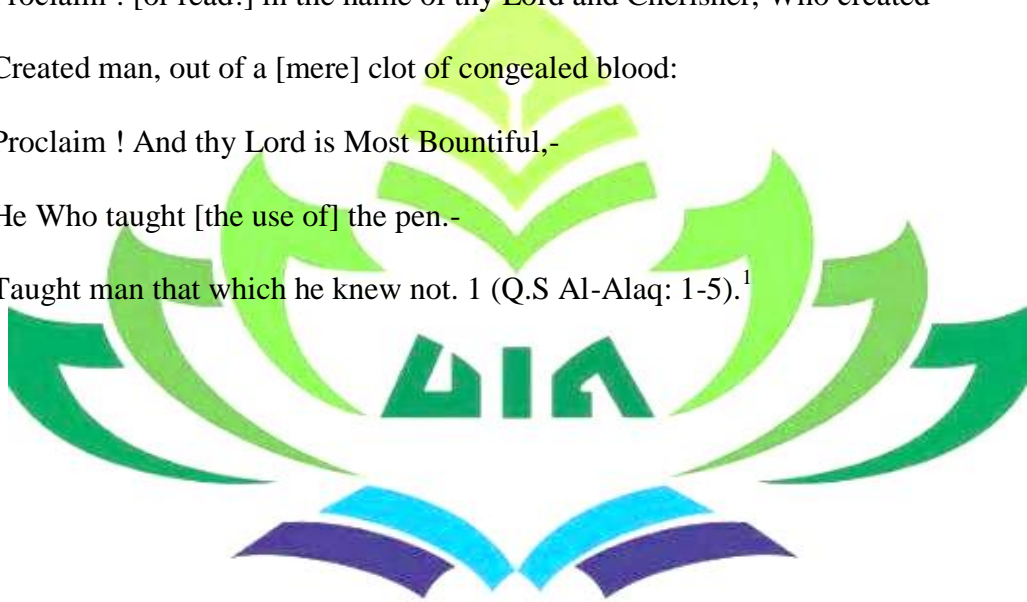 Proclaim ! [or read!] in the name of thy Lord and Cherisher, Who created
Created man, out of a [mere] clot of congealed blood:
Proclaim ! And thy Lord is Most Bountiful,-
He Who taught [the use of] the pen.-
Taught man that which he knew not. 1 (Q.S Al-Alaq: 1-5).¹
UIN